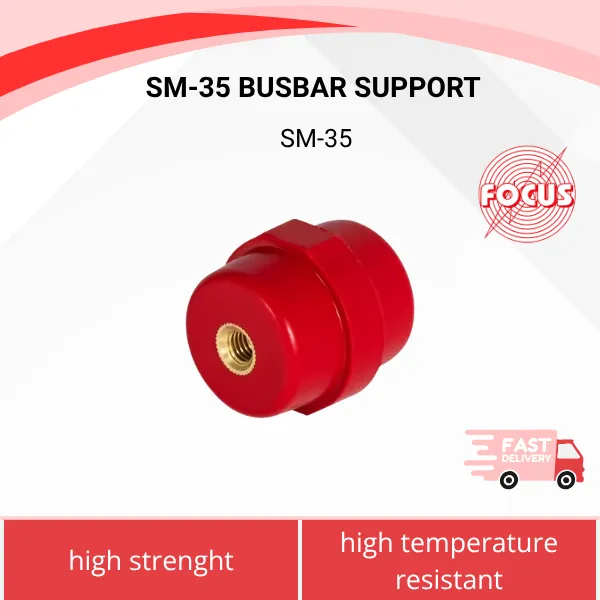 SM-35 BUSBAR SUPPORT
SM-35
FOCUS
FAST
DELIVERY
high strenght
high temperature
resistant